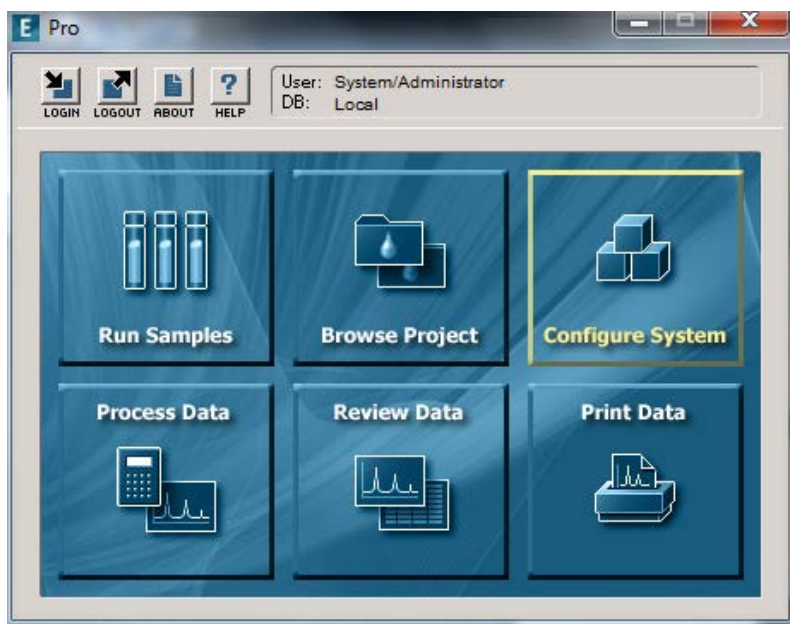 E Pro
LOGIN LOGOUT ABOUT HELP
User: System/Administrator
DB: Local
Run Samples Browse Project Configure System
Process Data Review Data Print Data